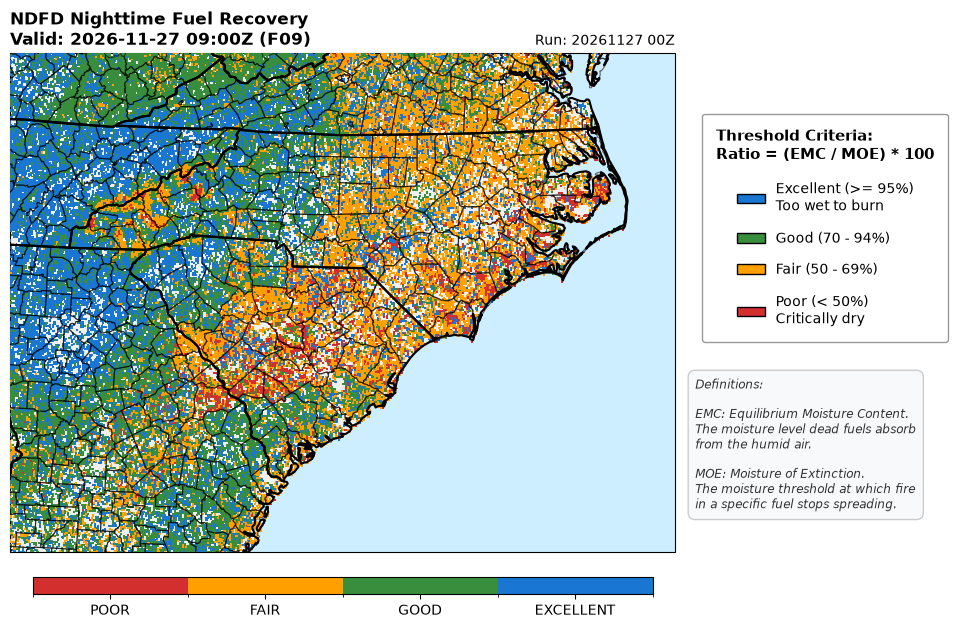 NDFD Nighttime Fuel Recovery
Valid: 2026-11-27 09:00Z (F09)
Run: 20261127 00Z
Threshold Criteria:
Ratio = (EMC / MOE) * 100
Excellent (>= 95%)
Too wet to burn
Good (70 - 94%)
Fair (50 - 69%)
Poor (< 50%)
Critically dry
Definitions:
EMC: Equilibrium Moisture Content.
The moisture level dead fuels absorb
from the humid air.
MOE: Moisture of Extinction.
The moisture threshold at which fire
in a specific fuel stops spreading.
POOR
FAIR
GOOD
EXCELLENT